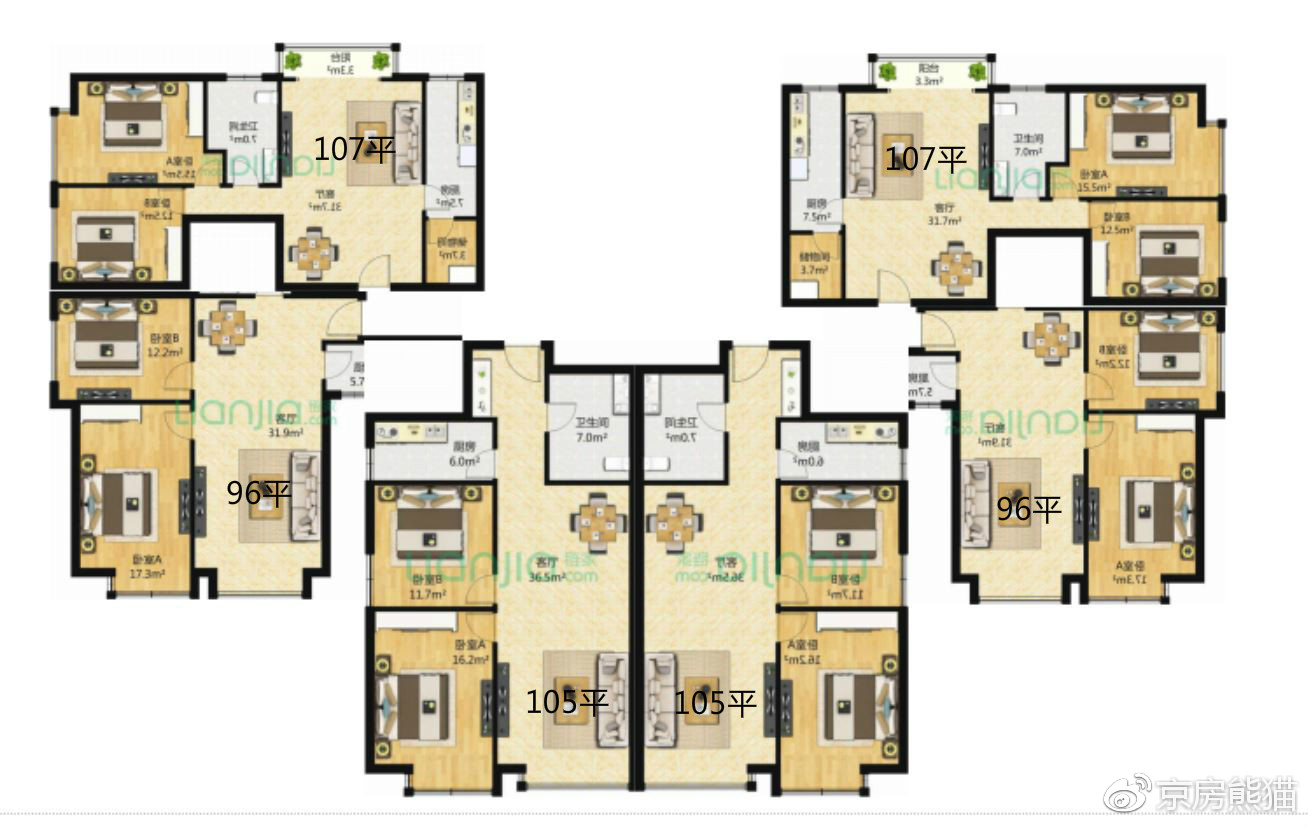 阳台
3.3m²
107平
卫生间
7.0m²
卧室A
15.5m²
客厅
31.7m²
厨房
7.5m²
储物间
3.7m²
卧室B
12.5m²
阳台
3.3m²
107平
卫生间
7.0m²
卧室A
15.5m²
厨房
7.5m²
客厅
31.7m²
卧室B
12.5m²
储物间
3.7m²
卧室B
12.2m²
5.7
客厅
31.9m²
96平
卧室A
17.3m²
卫生间
7.0m²
厨房
6.0m²
客厅
36.5m²
卧室B
11.7m²
卧室A
16.2m²
105平
卫生间
7.0m²
厨房
6.0m²
客厅
36.5m²
卧室B
11.7m²
卧室A
16.2m²
105平
卧室B
12.2m²
厨房
5.7m²
客厅
31.9m²
96平
卧室A
17.3m²
Lianjia
.com
京房熊猫